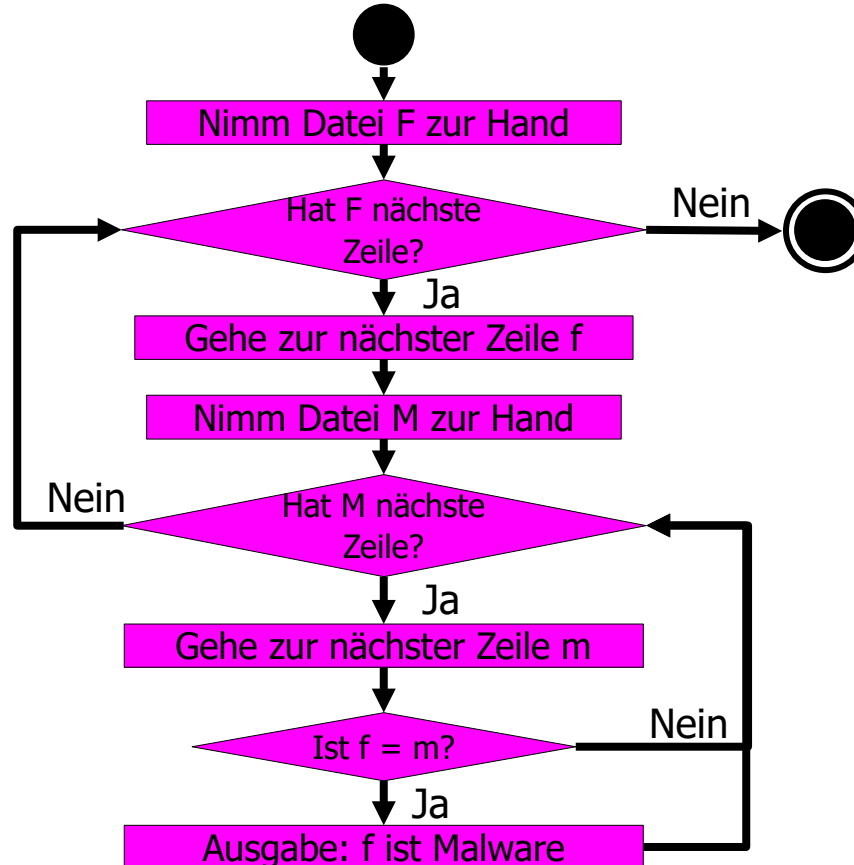 Nimm Datei F zur Hand
Hat F nächste
Zeile?
Nein
Ja
Gehe zur nächster Zeile f
Nimm Datei M zur Hand
Nein
Hat M nächste
Zeile?
Ja
Gehe zur nächster Zeile m
Ist f = m?
Nein
Ja
Ausgabe: f ist Malware